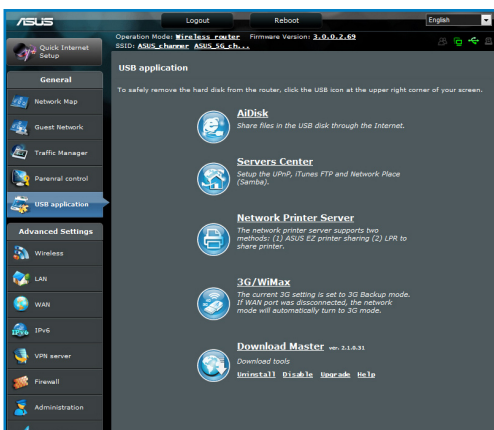 ASUS
Logout
Reboot
English
Operation Mode: Wireless router Firmware Version: 3.0.0.2.69
SSID: ASUS_channer ASUS_5G_ch...
Quick Internet
Setup
General
Network Map
Guest Network
Traffic Manager
Parenral control
USB application
Advanced Settings
Wireless
LAN
WAN
IPv6
VPN server
Firewall
Administration
USB application
To safely remove the hard disk from the router, click the USB icon at the upper right corner of your screen.
AiDisk
Share files in the USB disk through the Internet.
Servers Center
Setup the UPnP, iTunes FTP and Network Place
(Samba).
Network Printer Server
The network printer server supports two
methods: (1) ASUS EZ printer sharing (2) LPR to
share printer.
3G/WiMax
The current 3G setting is set to 3G Backup mode.
If WAN port was dissconnected, the network
mode will automatically turn to 3G mode.
Download Master ver. 2.1.0.31
Download tools
Uninstall Disable Upgrade Help